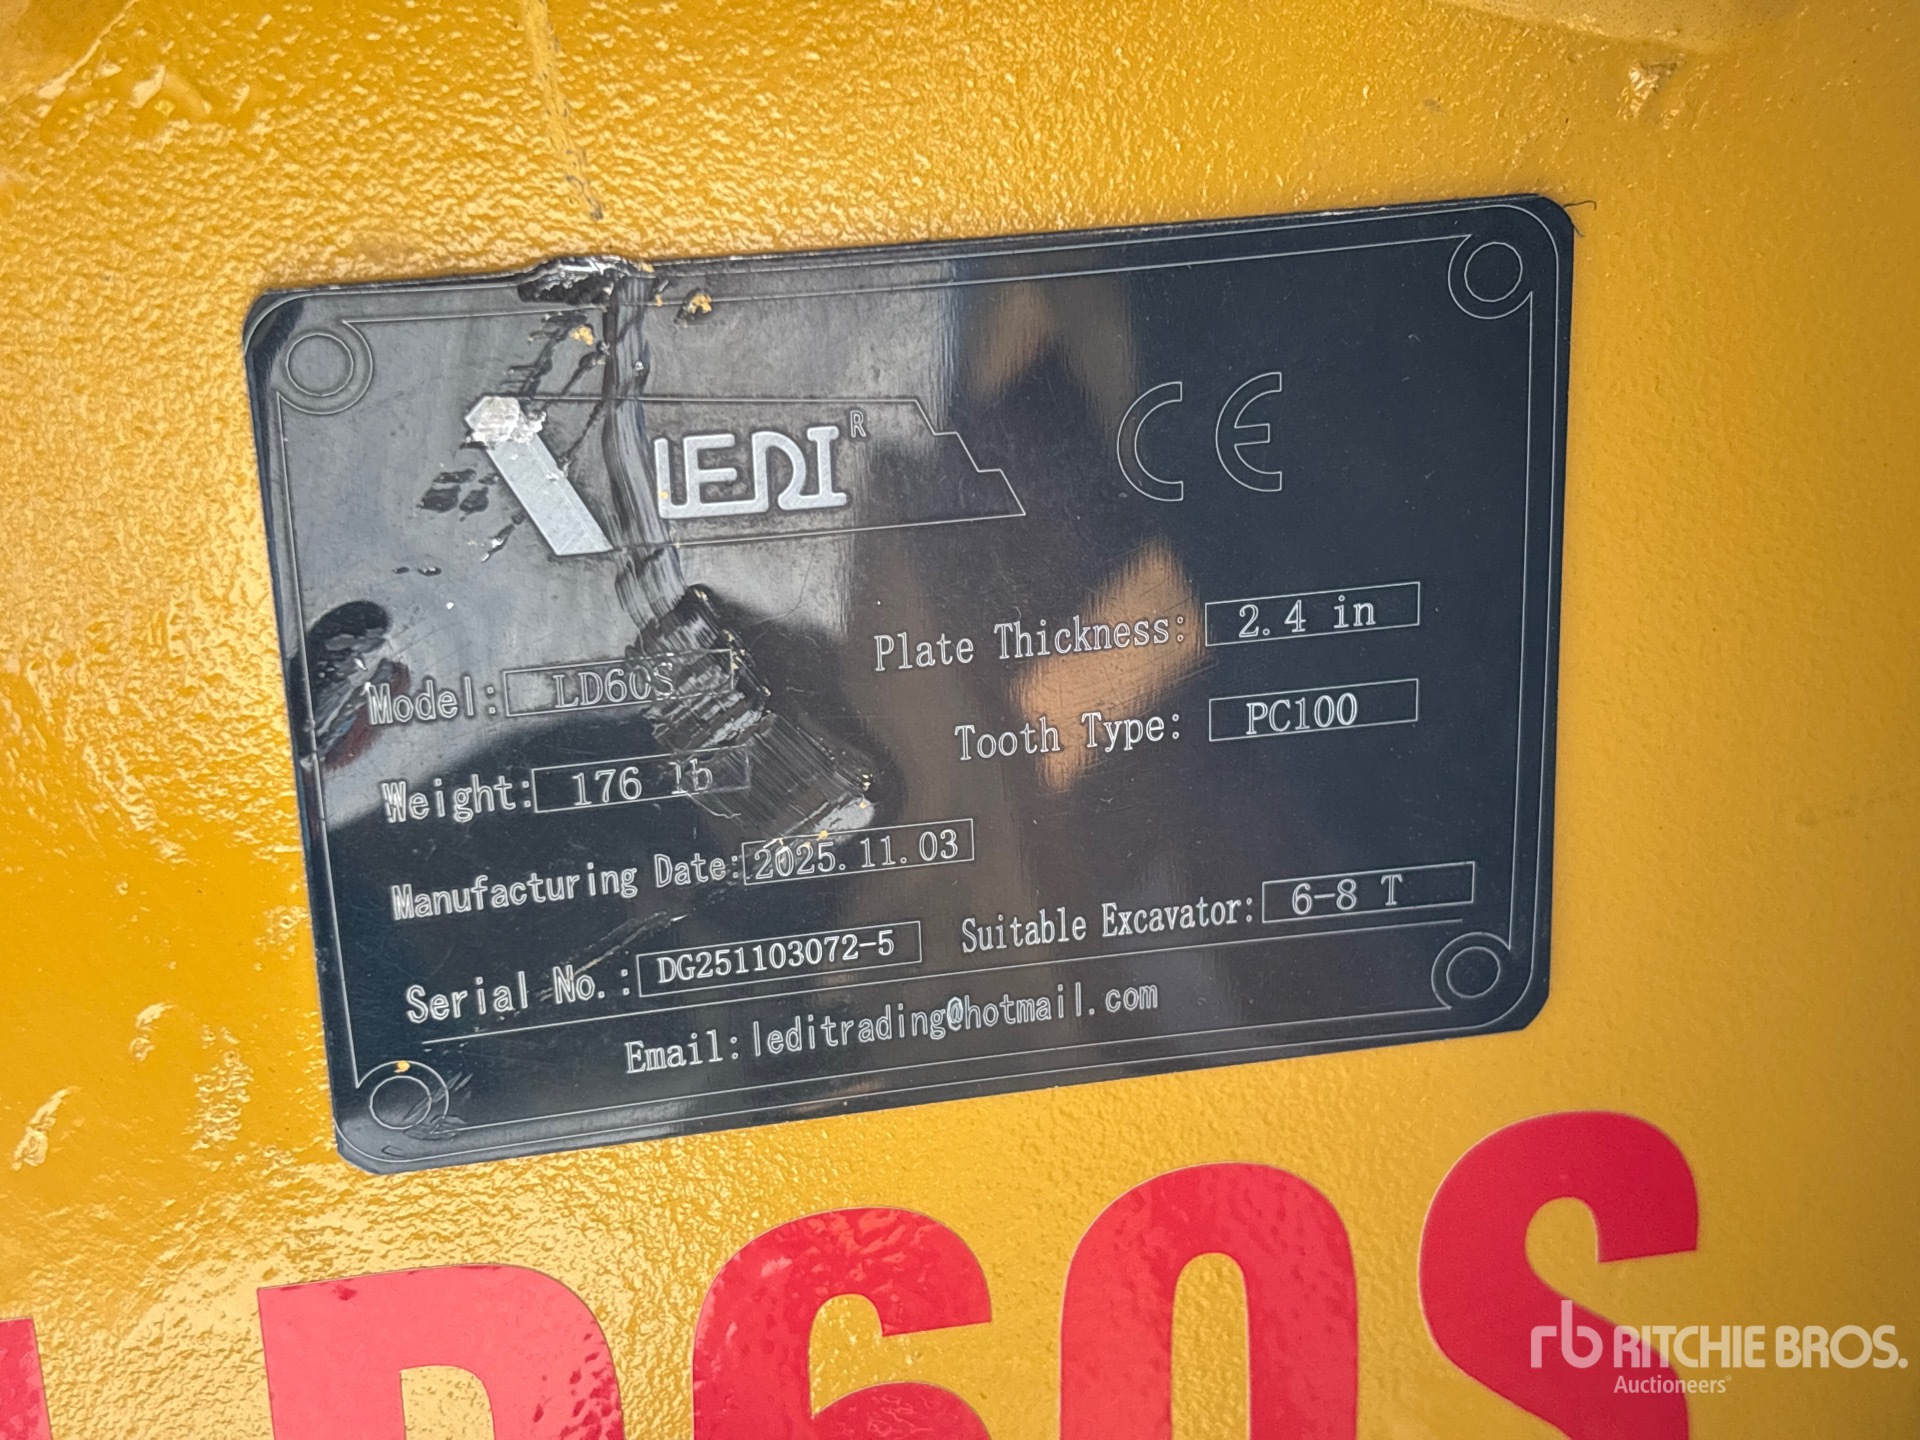 LEDI R CE
Plate Thickness: 2.4 in
Model: LD60S
Tooth Type: PC100
Weight: 176 lb
Manufacturing Date: 2025.11.03
Suitable Excavator: 6-8 T
Serial No.: DG251103072-5
Email:leditrading@hotmail.com
LD60S
rb RITCHIE BROS.
Auctioneers